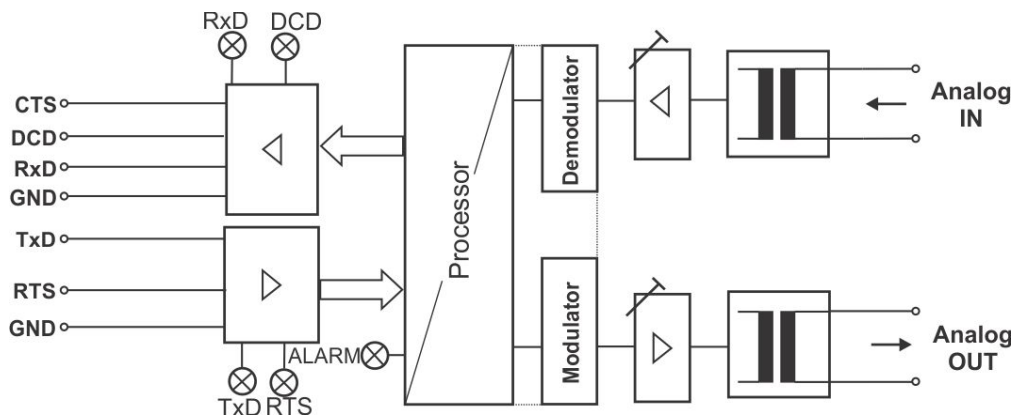 RxD
DCD
CTS
DCD
RxD
GND
TxD
RTS
GND
TxD
RTS
ALARM
Processor
Demodulator
Modulator
Analog
IN
Analog
OUT